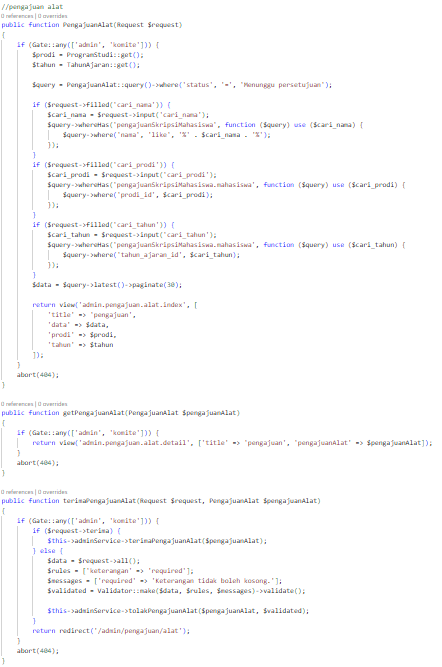 //pengajuan alat
0 references | 0 overrides
public function PengajuanAlat(Request $request)
{
    if (Gate::any(['admin', 'komite'])) {
        $prodi = ProgramStudi::get();
        $tahun = TahunAjaran::get();

        $query = PengajuanAlat::query()->where('status', '=', 'Menunggu persetujuan');

        if ($request->filled('cari_nama')) {
            $cari_nama = $request->input('cari_nama');
            $query->whereHas('pengajuanSkripsiMahasiswa', function ($query) use ($cari_nama) {
                $query->where('nama', 'like', '%' . $cari_nama . '%');
            });
        }
        if ($request->filled('cari_prodi')) {
            $cari_prodi = $request->input('cari_prodi');
            $query->whereHas('pengajuanSkripsiMahasiswa.mahasiswa', function ($query) use ($cari_prodi) {
                $query->where('prodi_id', $cari_prodi);
            });
        }
        if ($request->filled('cari_tahun')) {
            $cari_tahun = $request->input('cari_tahun');
            $query->whereHas('pengajuanSkripsiMahasiswa.mahasiswa', function ($query) use ($cari_tahun) {
                $query->where('tahun_ajaran_id', $cari_tahun);
            });
        }
        $data = $query->latest()->paginate(30);

        return view('admin.pengajuan.alat.index', [
            'title' => 'pengajuan',
            'data' => $data,
            'prodi' => $prodi,
            'tahun' => $tahun
        ]);
    }
    abort(404);
}

0 references | 0 overrides
public function getPengajuanAlat(PengajuanAlat $pengajuanAlat)
{
    if (Gate::any(['admin', 'komite'])) {
        return view('admin.pengajuan.alat.detail', ['title' => 'pengajuan', 'pengajuanAlat' => $pengajuanAlat]);
    }
    abort(404);
}

0 references | 0 overrides
public function terimaPengajuanAlat(Request $request, PengajuanAlat $pengajuanAlat)
{
    if (Gate::any(['admin', 'komite'])) {
        if ($request->terima) {
            $this->adminService->terimaPengajuanAlat($pengajuanAlat);
        } else {
            $data = $request->all();
            $rules = ['keterangan' => 'required'];
            $messages = ['required' => 'Keterangan tidak boleh kosong.'];
            $validated = Validator::make($data, $rules, $messages)->validate();

            $this->adminService->tolakPengajuanAlat($pengajuanAlat, $validated);
        }
        return redirect('/admin/pengajuan/alat');
    }
    abort(404);
}